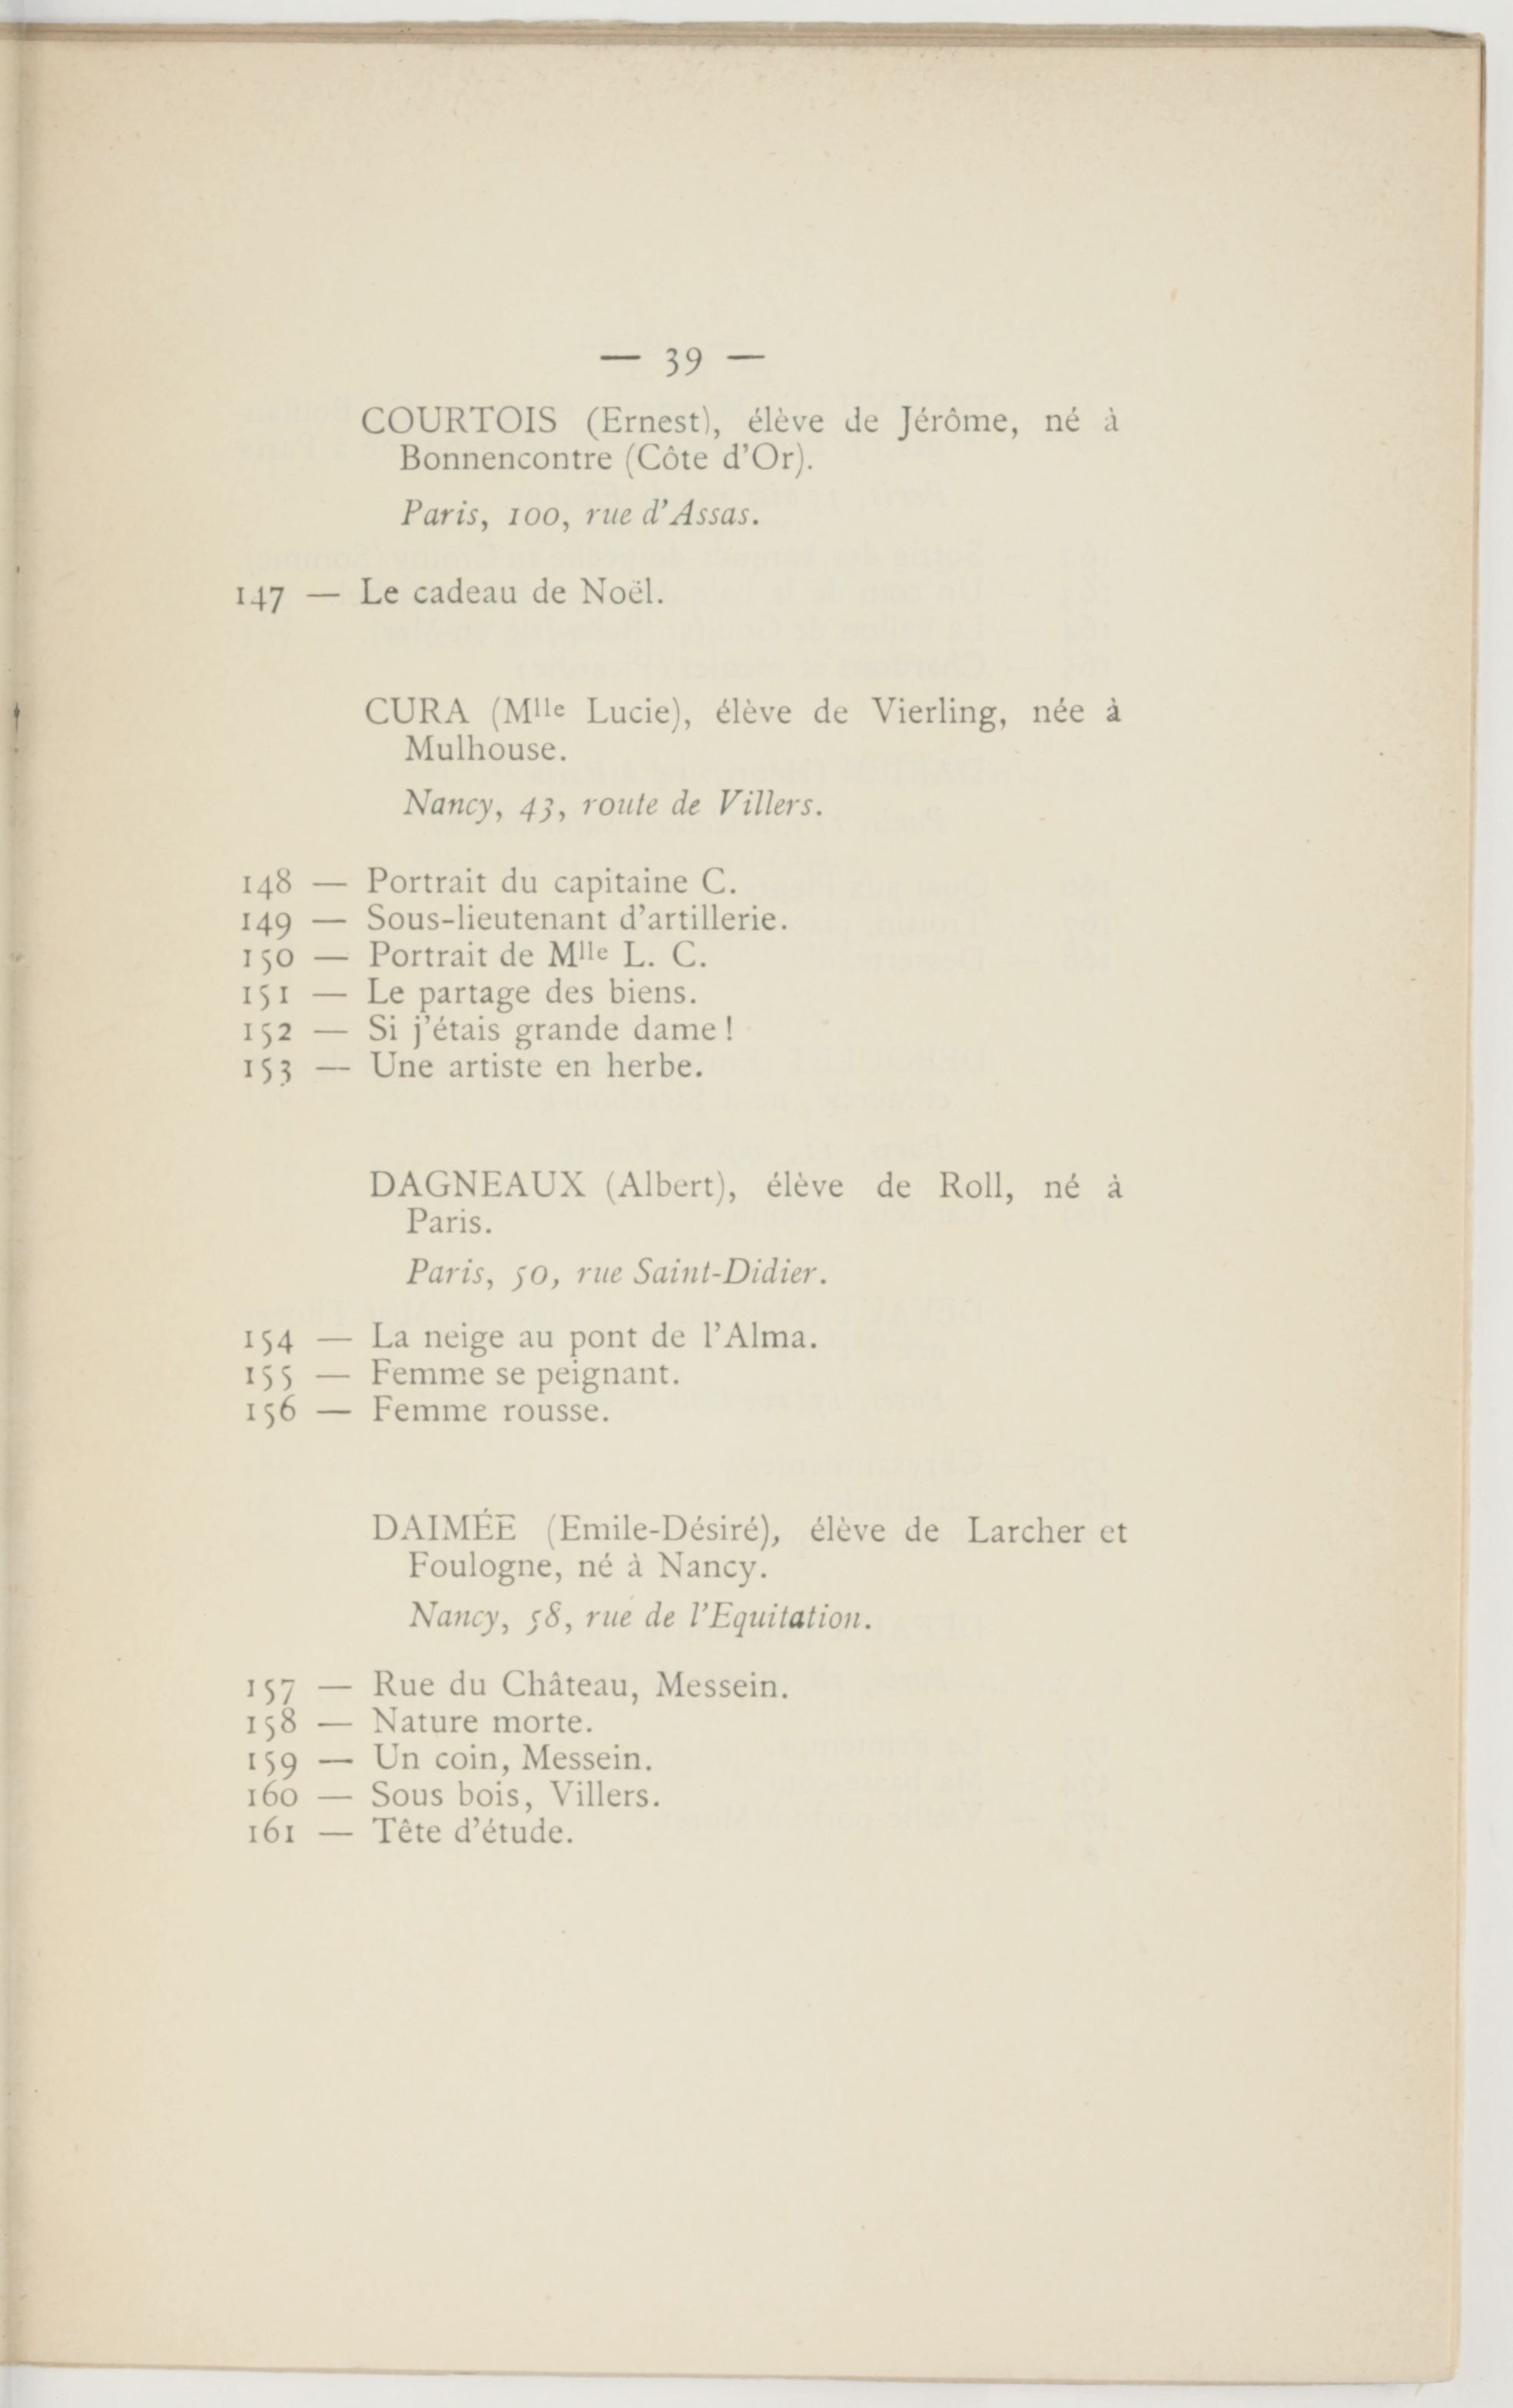 — 39 —
COURTOIS (Ernest), élève de Jérôme, né à
Bonnencontre (Côte d'Or).
Paris, 100, rue d'Assas.
147 — Le cadeau de Noël.
CURA (Mlle Lucie), élève de Vierling, née à
Mulhouse.
Nancy, 43, route de Villers.
148 — Portrait du capitaine C.
149 — Sous-lieutenant d'artillerie.
150 — Portrait de Mlle L. C.
151 — Le partage des biens.
152 — Si j'étais grande dame !
153 — Une artiste en herbe.
DAGNEAUX (Albert), élève de Roll, né à
Paris.
Paris, 50, rue Saint-Didier.
154 — La neige au pont de l'Alma.
155 — Femme se peignant.
156 — Femme rousse.
DAIMÉE (Emile-Désiré), élève de Larcher et
Foulogne, né à Nancy.
Nancy, 58, rue de l'Equitation.
157 — Rue du Château, Messein.
158 — Nature morte.
159 — Un coin, Messein.
160 — Sous bois, Villers.
161 — Tête d'étude.